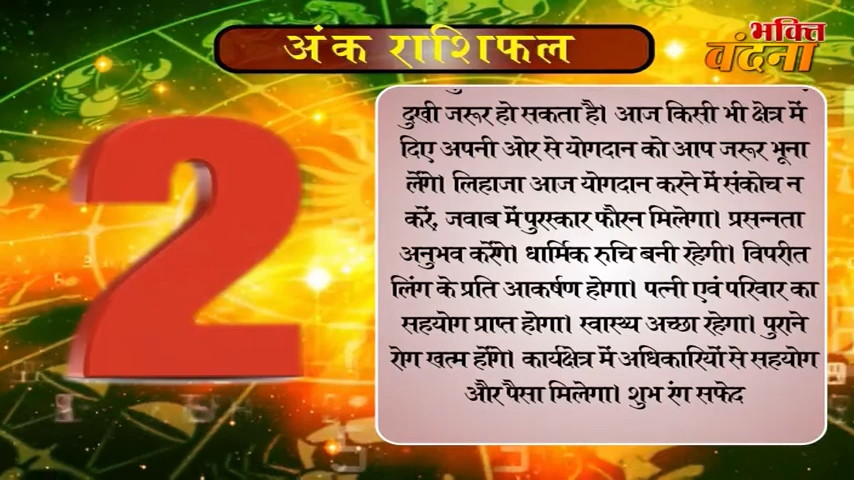 अंक राशिफल
भक्ति
वंदना
2
दुखी जरूर हो सकता है। आज किसी भी क्षेत्र में
दिए अपनी ओर से योगदान को आप जरूर भूना
लेंगे। लिहाजा आज योगदान करने में संकोच न
करें, जवाब में पुरस्कार फौरन मिलेगा। प्रसन्नता
अनुभव करेंगे। धार्मिक रुचि बनी रहेगी। विपरीत
लिंग के प्रति आकर्षण होगा। पत्नी एवं परिवार का
सहयोग प्राप्त होगा। स्वास्थ्य अच्छा रहेगा। पुराने
रोग खत्म होंगे। कार्यक्षेत्र में अधिकारियों से सहयोग
और पैसा मिलेगा। शुभ रंग सफेद